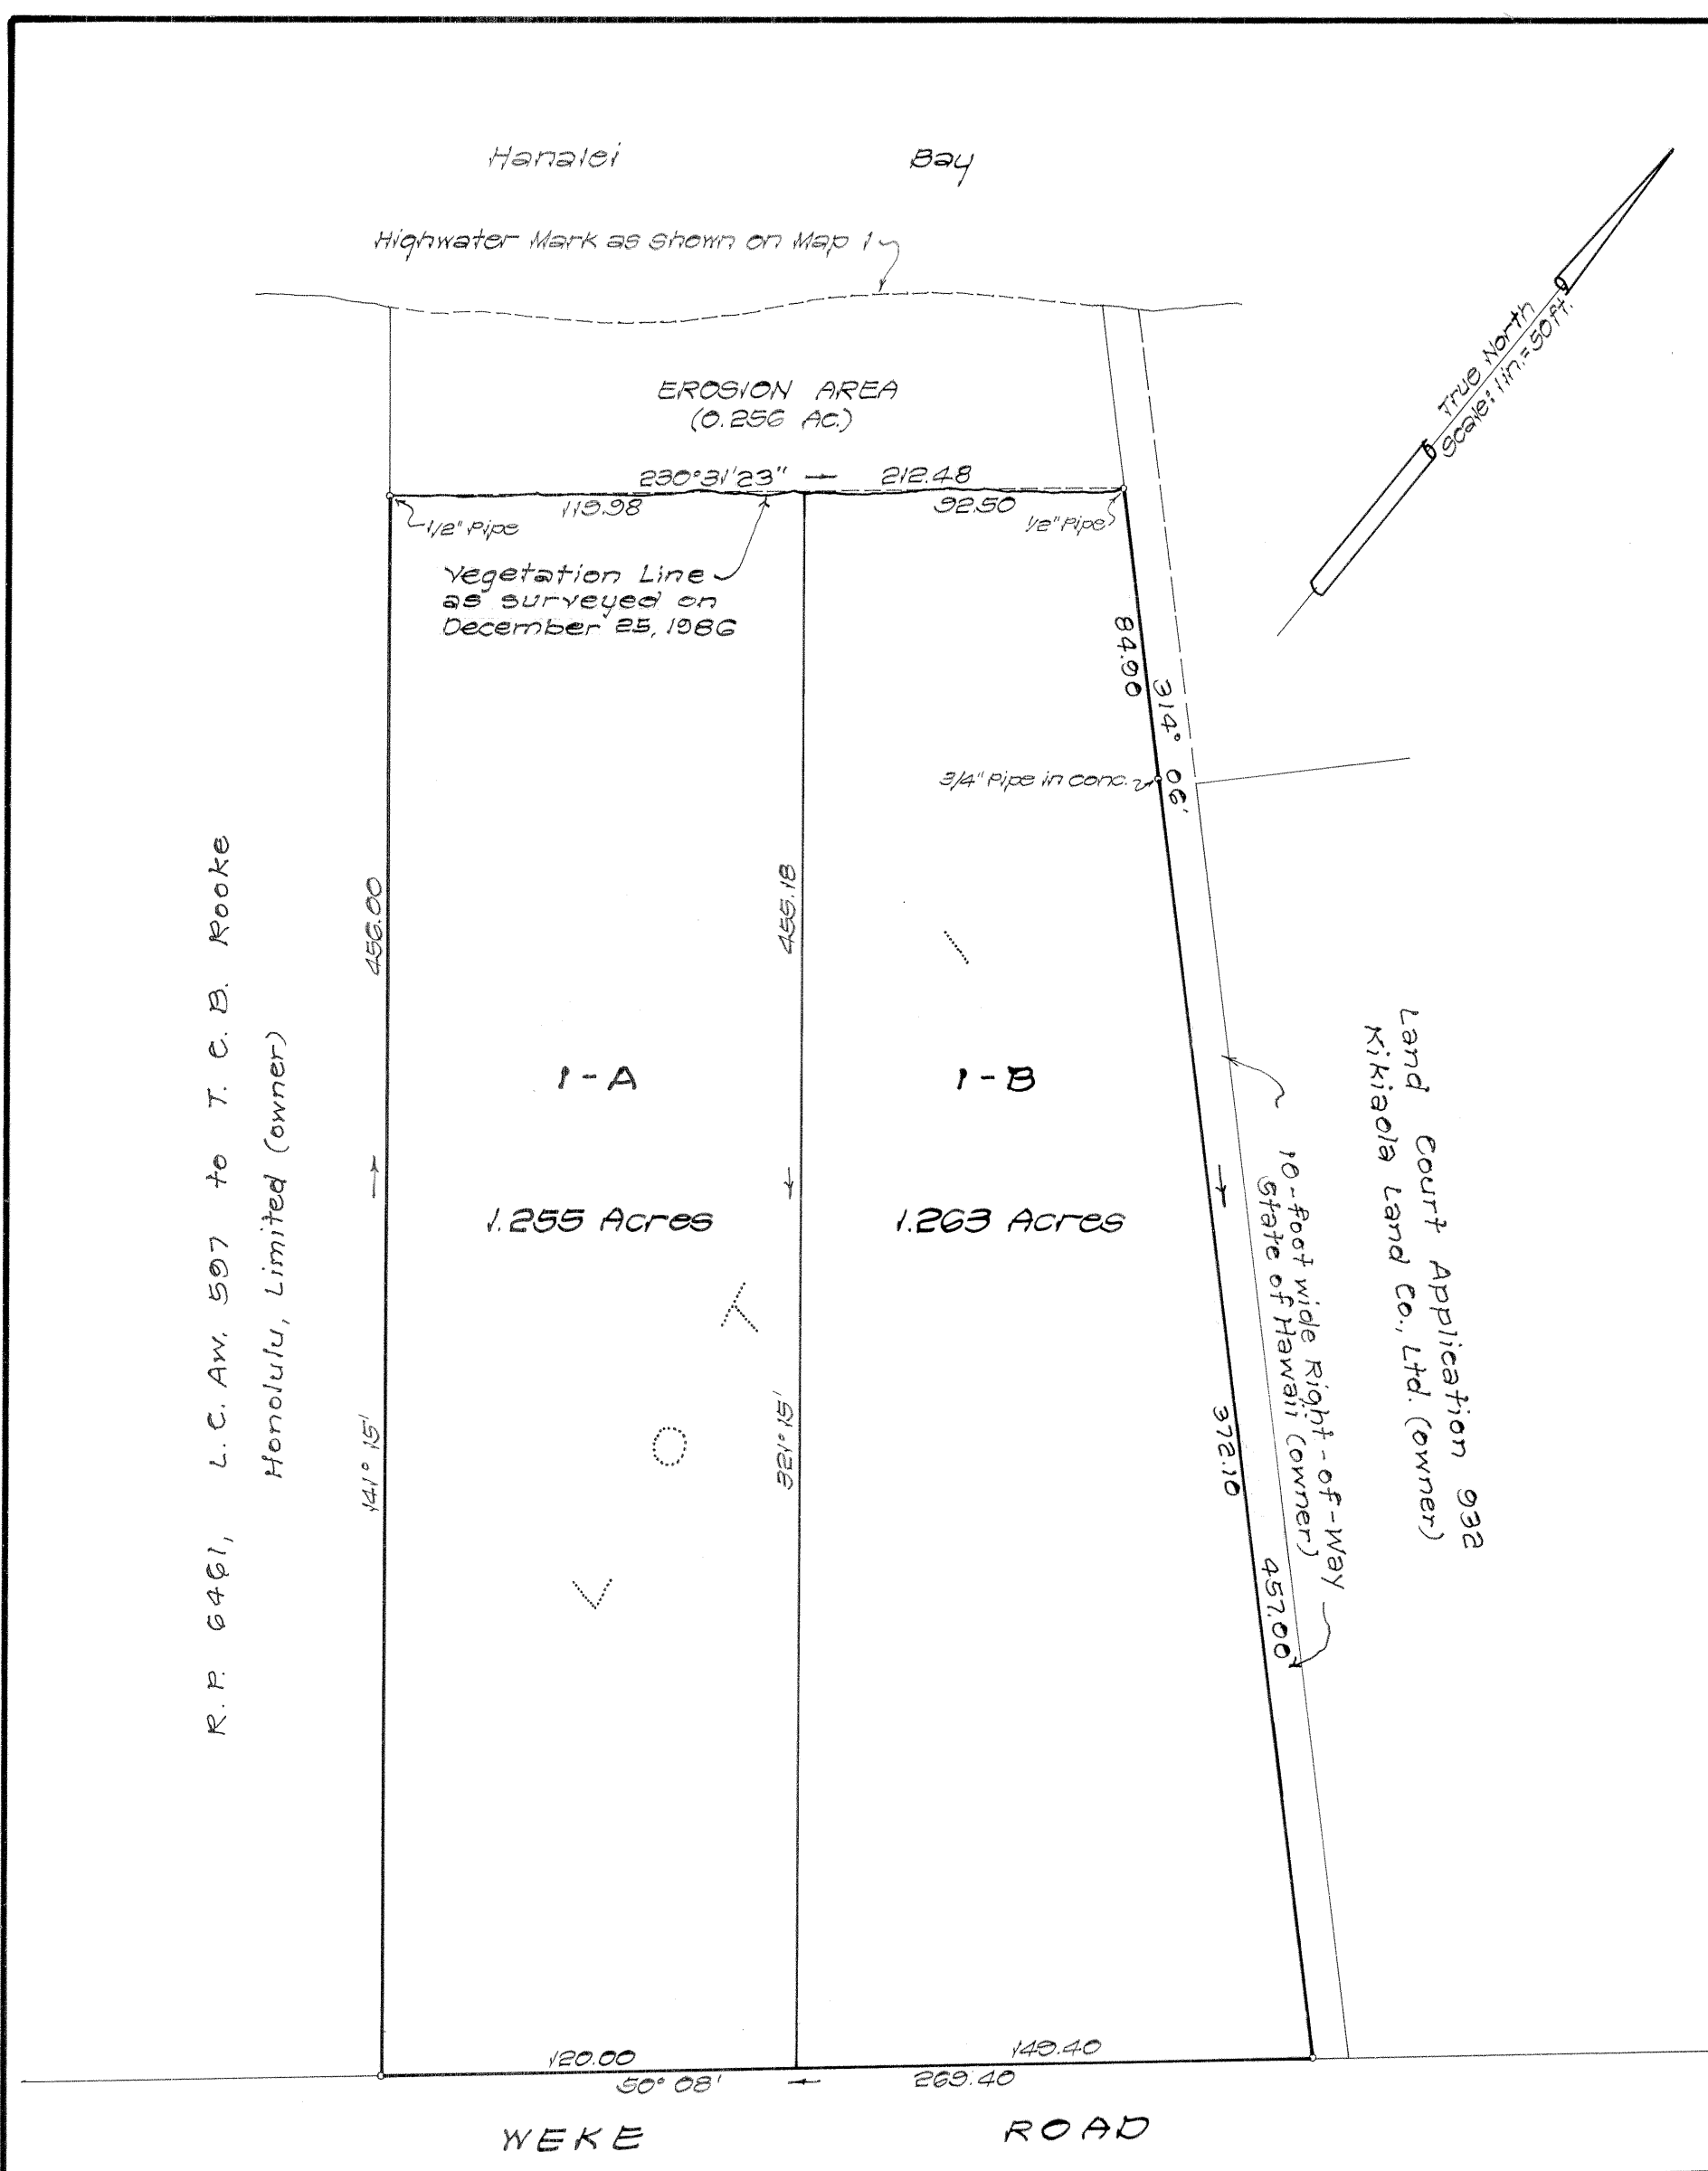 Hanalei Bay
Highwater Mark as shown on Map 1
EROSION AREA
(0.256 Ac.)
230°31'23" 212.48
119.98 92.50
1/2" Pipe
1/2" Pipe
Vegetation Line
as surveyed on
December 25, 1986
True North
Scale: 1 in. = 50 ft.
84.90
314° 06'
3/4" Pipe in conc.
456.00
141° 15'
455.18
321° 15'
R.P. 6461, L.C. Aw. 597 to T. C. B. Rooke
Honolulu, Limited (owner)
1-A
1.255 Acres
1-B
1.263 Acres
LOT 1
10-foot wide Right-of-Way
State of Hawaii (owner)
Land Court Application 932
Kikiaola Land Co., Ltd. (owner)
372.10
457.00
120.00 149.40
50° 08' 269.40
WEKE ROAD